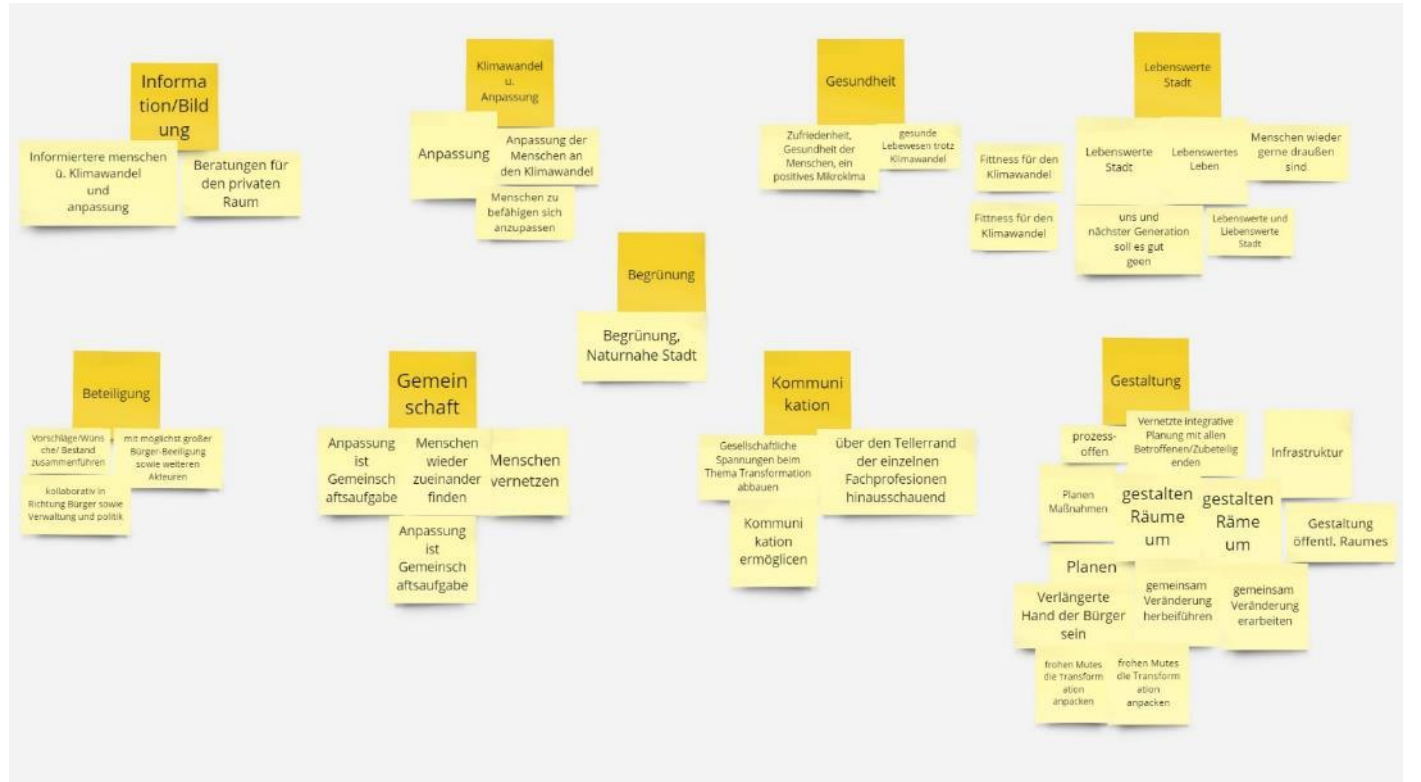 Informa
tion/Bild
ung
Informiertere menschen
ü. Klimawandel
und
anpassung
Beratungen für
den privaten
Raum
Klimawandel
u.
Anpassung
Anpassung
Anpassung der
Menschen an
den Klimawandel
Menschen zu
befähigen sich
anzupassen
Gesundheit
Zufriedenheit,
Gesundheit der
Menschen, ein
positives Mikroklma
gesunde
Lebewesen trotz
Klimawandel
Lebenswerte
Stadt
Fittness für den
Klimawandel
Lebenswerte
Stadt
Lebenswertes
Leben
Menschen wieder
gerne draußen
sind
Fittness für den
Klimawandel
uns und
nächster Generation
soll es gut
geen
Lebenswerte und
Liebenswerte
Stadt
Begrünung
Begrünung,
Naturnahe Stadt
Beteiligung
Vorschläge/Wüns
che/ Bestand
zusammenführen
mit möglichst großer
Bürger-Beeiligung
sowie weiteren
Akteuren
kollaborativ in
Richtung Bürger sowie
Verwaltung und politik
Gemein
schaft
Anpassung
ist
Gemeinsch
aftsaufgabe
Menschen
wieder
zueinander
finden
Menschen
vernetzen
Anpassung
ist
Gemeinsch
aftsaufgabe
Kommuni
kation
Gesellschaftliche
Spannungen beim
Thema Transformation
abbauen
über den Tellerrand
der einzelnen
Fachprofesionen
hinausschauend
Kommuni
kation
ermöglicen
Gestaltung
prozess-
offen
Vernetzte integrative
Planung mit allen
Betroffenen/Zubeteilig
enden
Infrastruktur
Planen
Maßnahmen
gestalten
Räume
um
gestalten
Räme
um
Gestaltung
öffentl. Raumes
Planen
Verlängerte
Hand der Bürger
sein
gemeinsam
Veränderung
herbeiführen
gemeinsam
Veränderung
erarbeiten
frohen Mutes
die Transform
ation
anpacken
frohen Mutes
die Transform
ation
anpacken